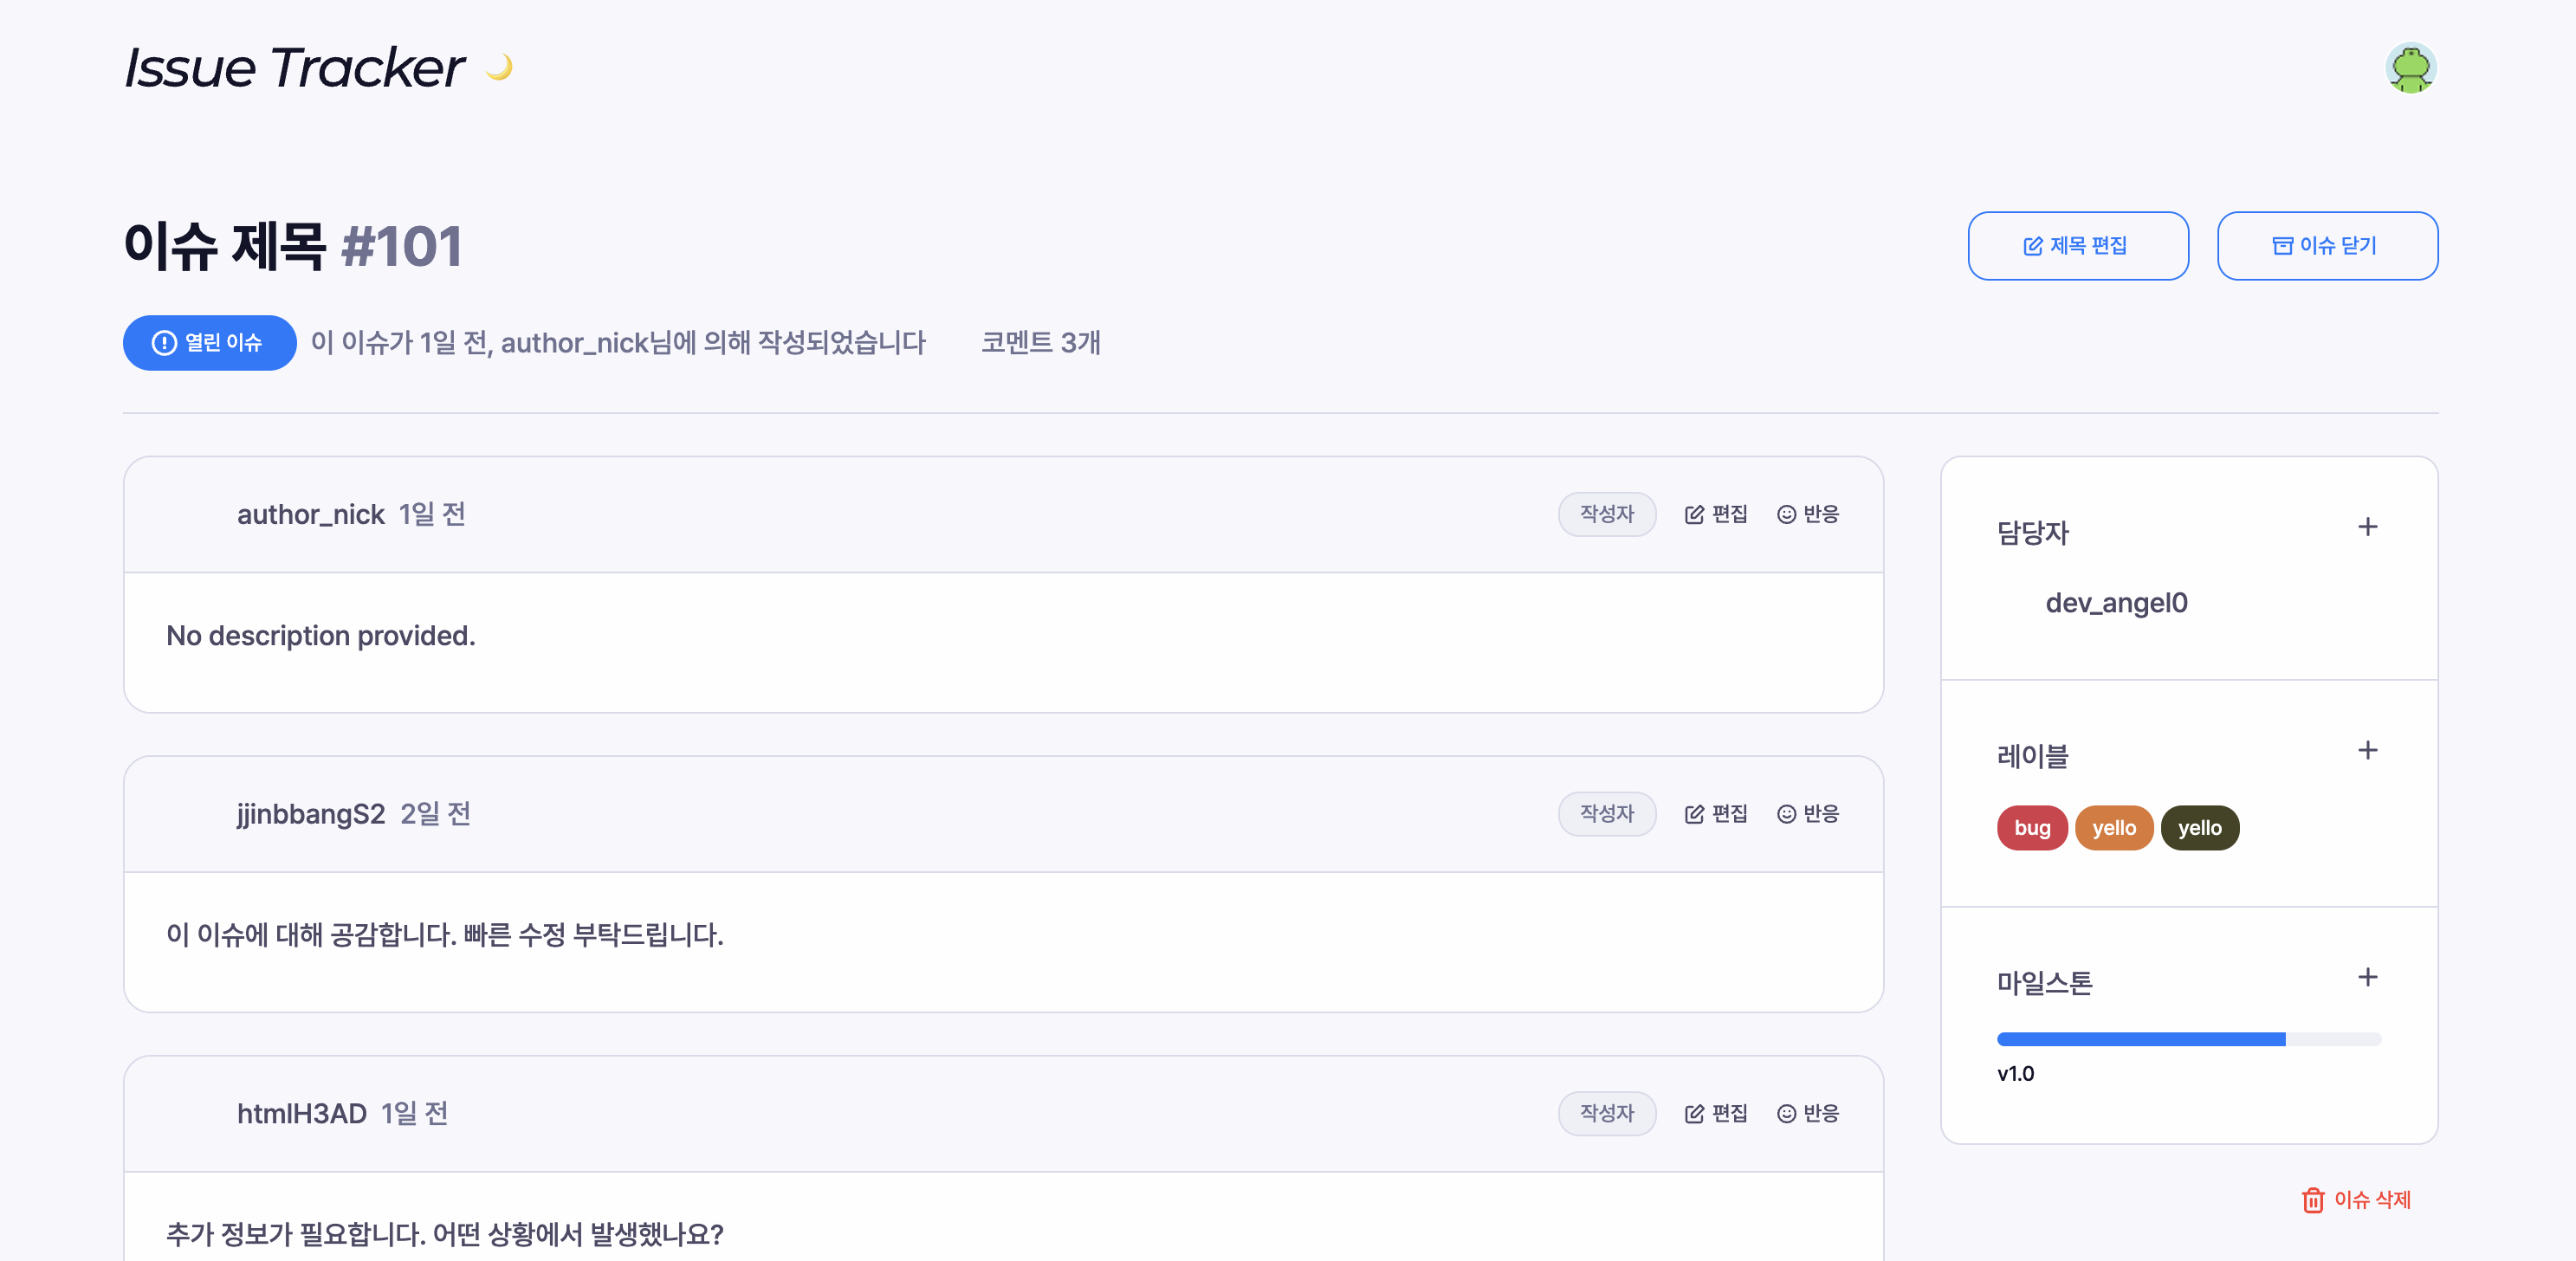 Issue Tracker
이슈 제목 #101
제목 편집
이슈 닫기
열린 이슈 이 이슈가 1일 전, author_nick님에 의해 작성되었습니다 코멘트 3개
author_nick 1일 전 작성자 편집 반응
No description provided.
jjinbbangS2 2일 전 작성자 편집 반응
이 이슈에 대해 공감합니다. 빠른 수정 부탁드립니다.
htmlH3AD 1일 전 작성자 편집 반응
추가 정보가 필요합니다. 어떤 상황에서 발생했나요?
담당자 +
dev_angel0
레이블 +
bug yello yello
마일스톤 +
v1.0
이슈 삭제